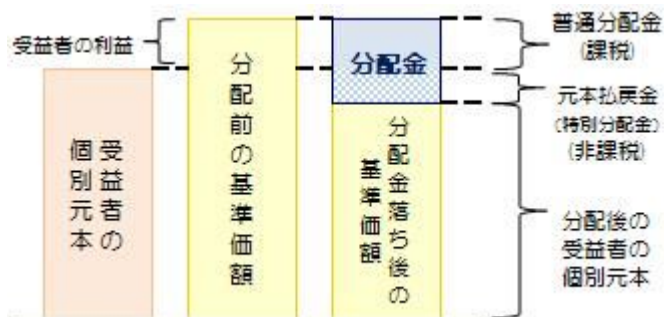 受益者の利益
受益者の
個別元本
分配前の基準価額
分配金
分配金落ち後の
基準価額
普通分配金
(課税)
元本払戻金
(特別分配金)
(非課税)
分配後の
受益者の
個別元本